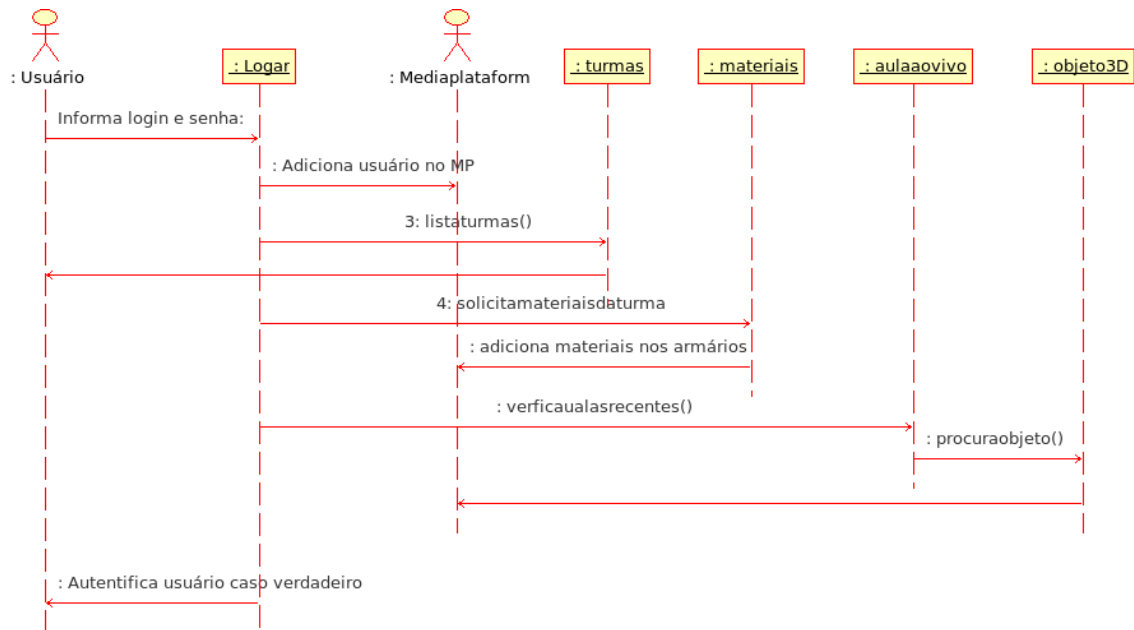 : Usuário
: Logar
: Mediaplataform
: turmas
: materiais
: aulaaovivo
: objeto3D
Informa login e senha:
: Adiciona usuário no MP
3: listaturmas()
4: solicitamateriaisdaturma
: adiciona materiais nos armários
: verficaualasrecentes()
: procuraobjeto()
: Autentifica usuário caso verdadeiro